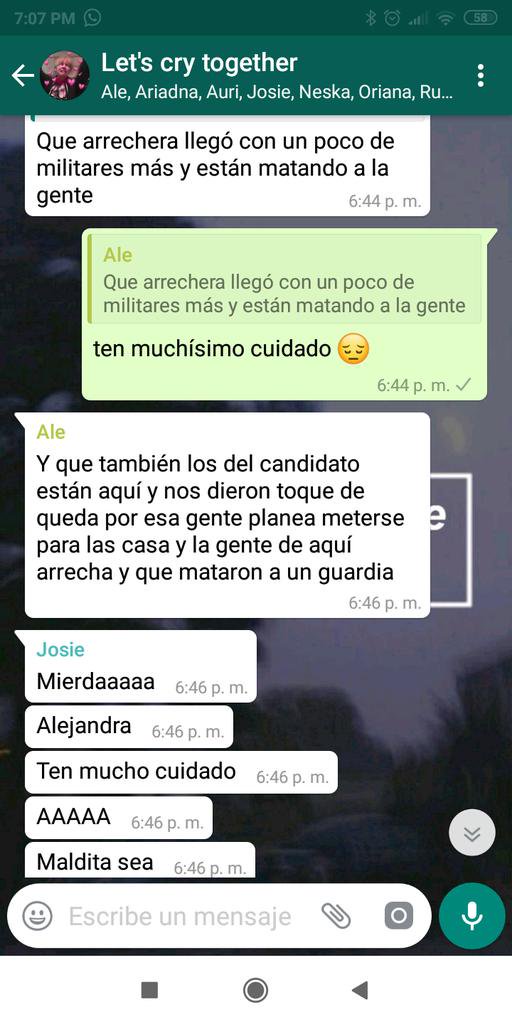 7:07 PM
58
Let's cry together
Ale, Ariadna, Auri, Josie, Neska, Oriana, Ru...
Que arrechera llegó con un poco de
militares más y están matando a la
gente
6:44 p. m.
Ale
Que arrechera llegó con un poco de
militares más y están matando a la gente
ten muchísimo cuidado 😔
6:44 p. m.
Ale
Y que también los del candidato
están aquí y nos dieron toque de
queda por esa gente planea meterse
para las casa y la gente de aquí
arrecha y que mataron a un guardia
6:46 p. m.
e
Josie
Mierdaaaaa 6:46 p. m.
Alejandra 6:46 p. m.
Ten mucho cuidado 6:46 p. m.
AAAAA 6:46 p. m.
Maldita sea 6:46 p. m.
Escribe un mensaje